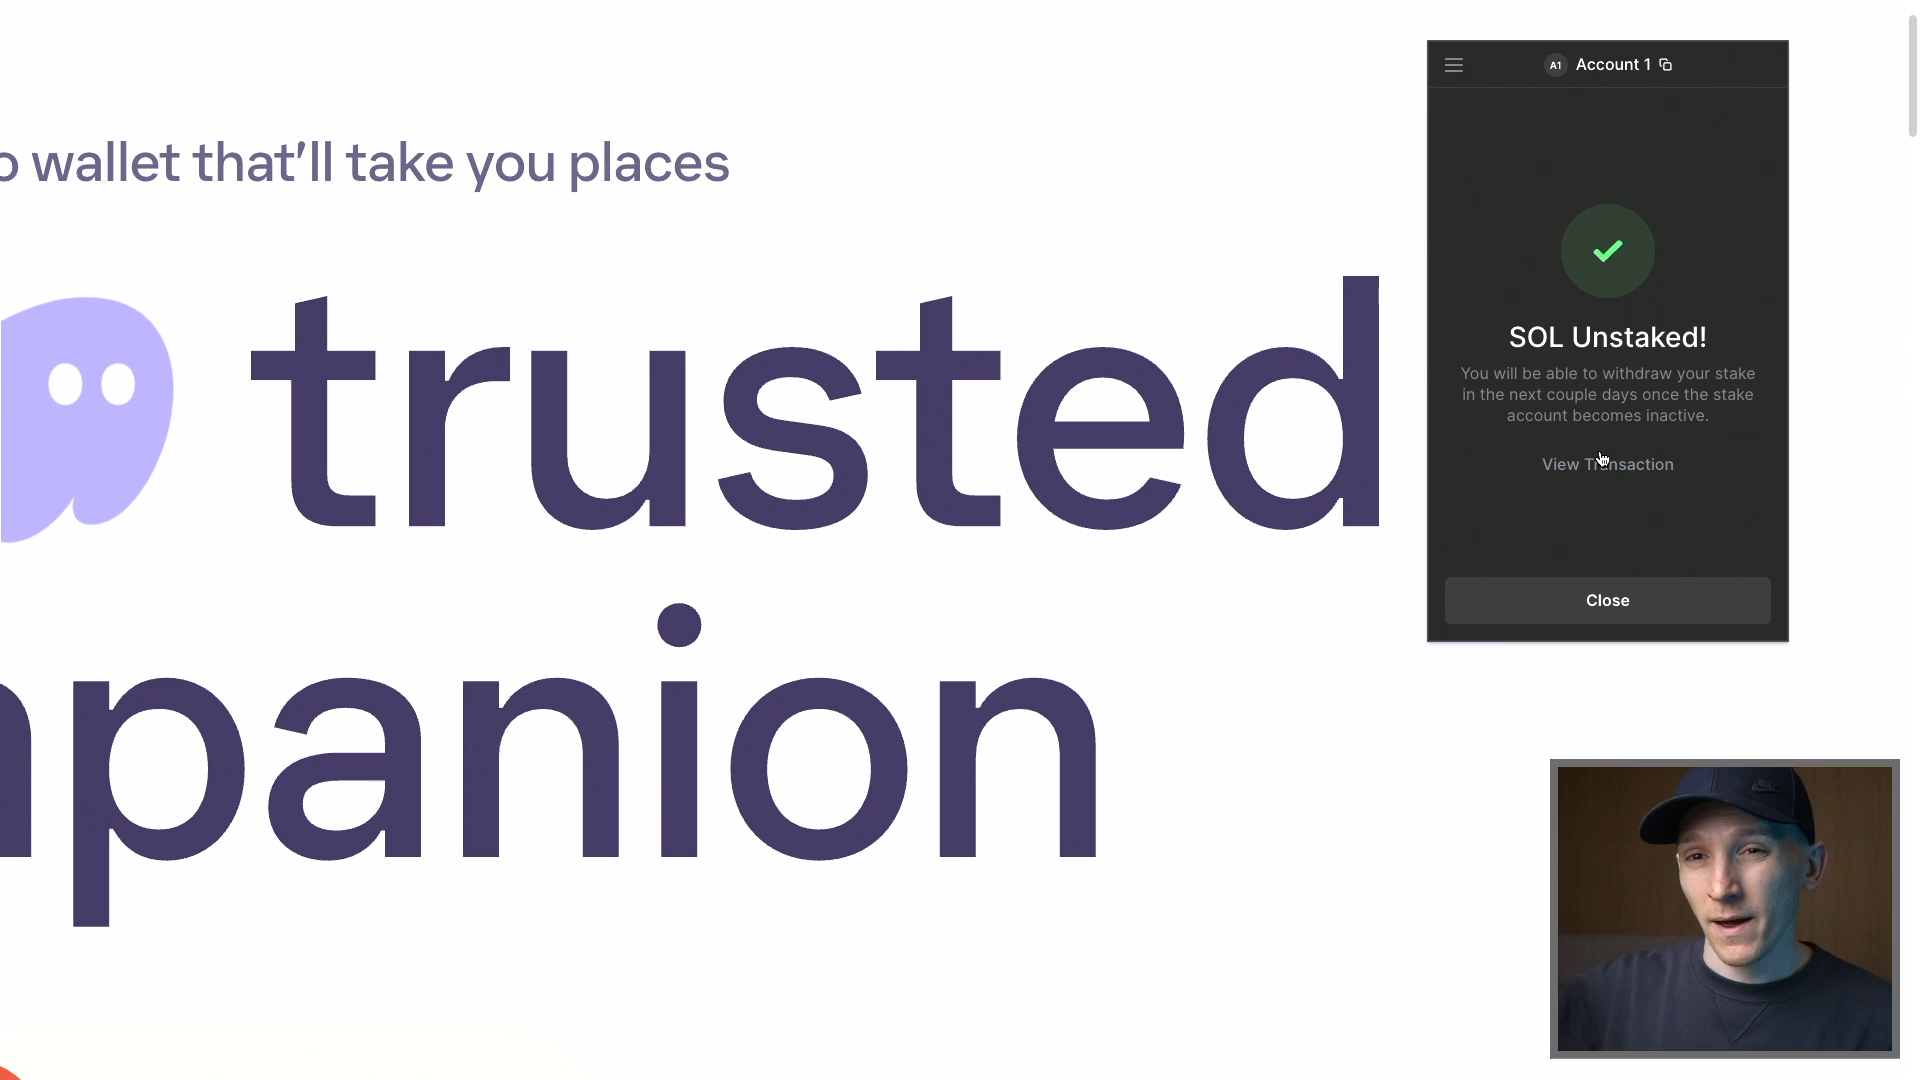 o wallet that'll take you places
trusted
panion
A1 Account 1
SOL Unstaked!
You will be able to withdraw your stake
in the next couple days once the stake
account becomes inactive.
View Transaction
Close